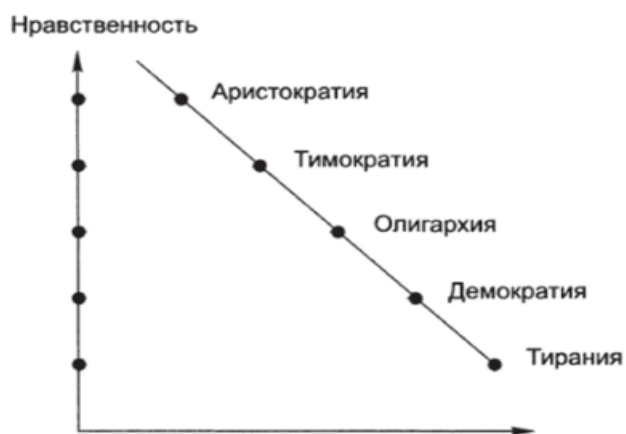 Нравственность
Аристократия
Тимократия
Олигархия
Демократия
Тирания